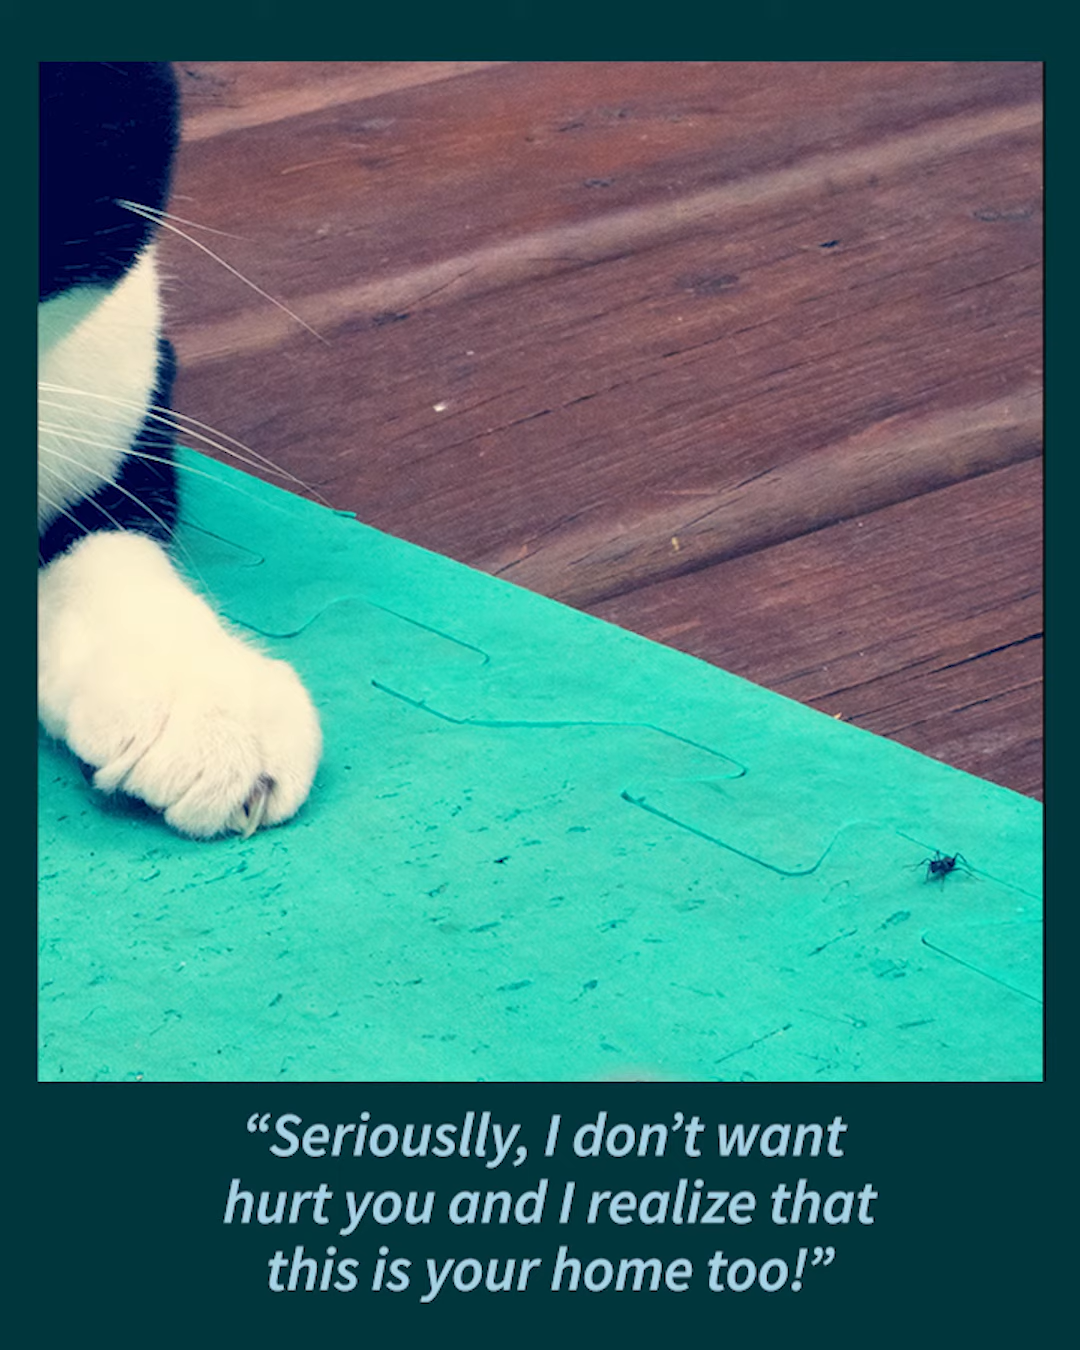 “Seriouslly, I don’t want
hurt you and I realize that
this is your home too!”